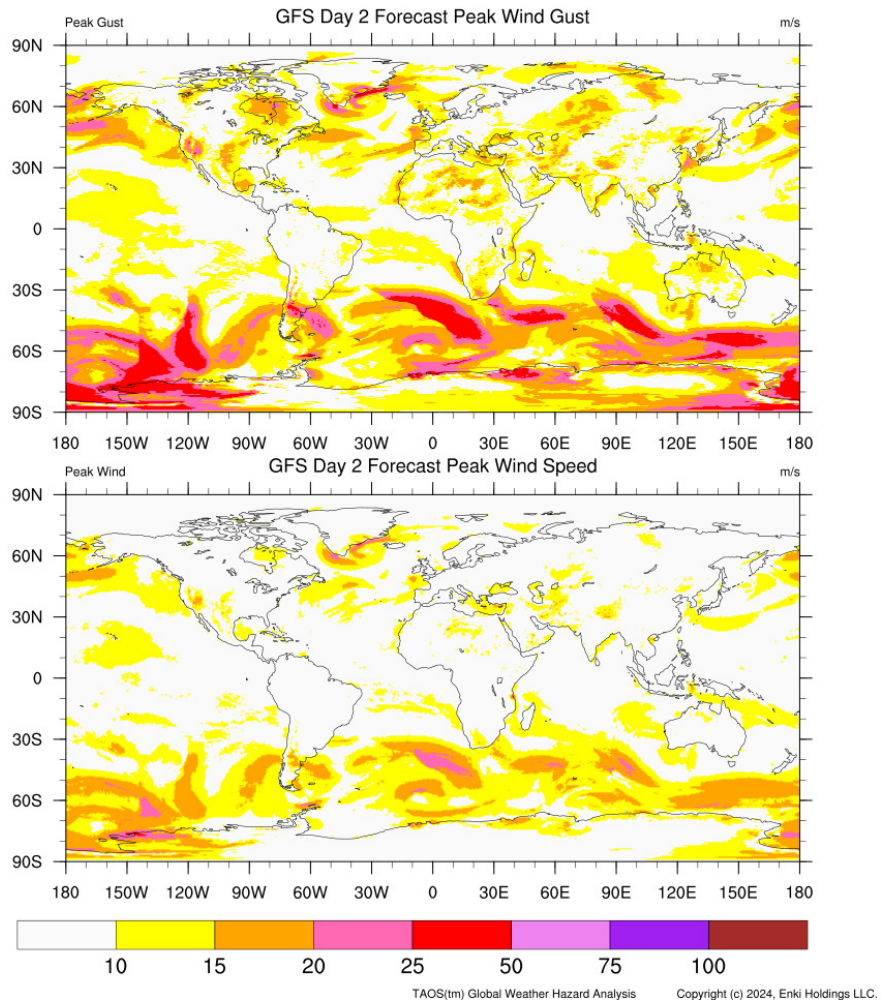 GFS Day 2 Forecast Peak Wind Gust
Peak Gust
m/s
90N
60N
30N
0
30S
60S
90S
180 150W 120W 90W 60W 30W 0 30E 60E 90E 120E 150E 180
GFS Day 2 Forecast Peak Wind Speed
Peak Wind
m/s
90N
60N
30N
0
30S
60S
90S
180 150W 120W 90W 60W 30W 0 30E 60E 90E 120E 150E 180
10 15 20 25 50 75 100
TAOS(tm) Global Weather Hazard Analysis Copyright (c) 2024, Enki Holdings LLC.